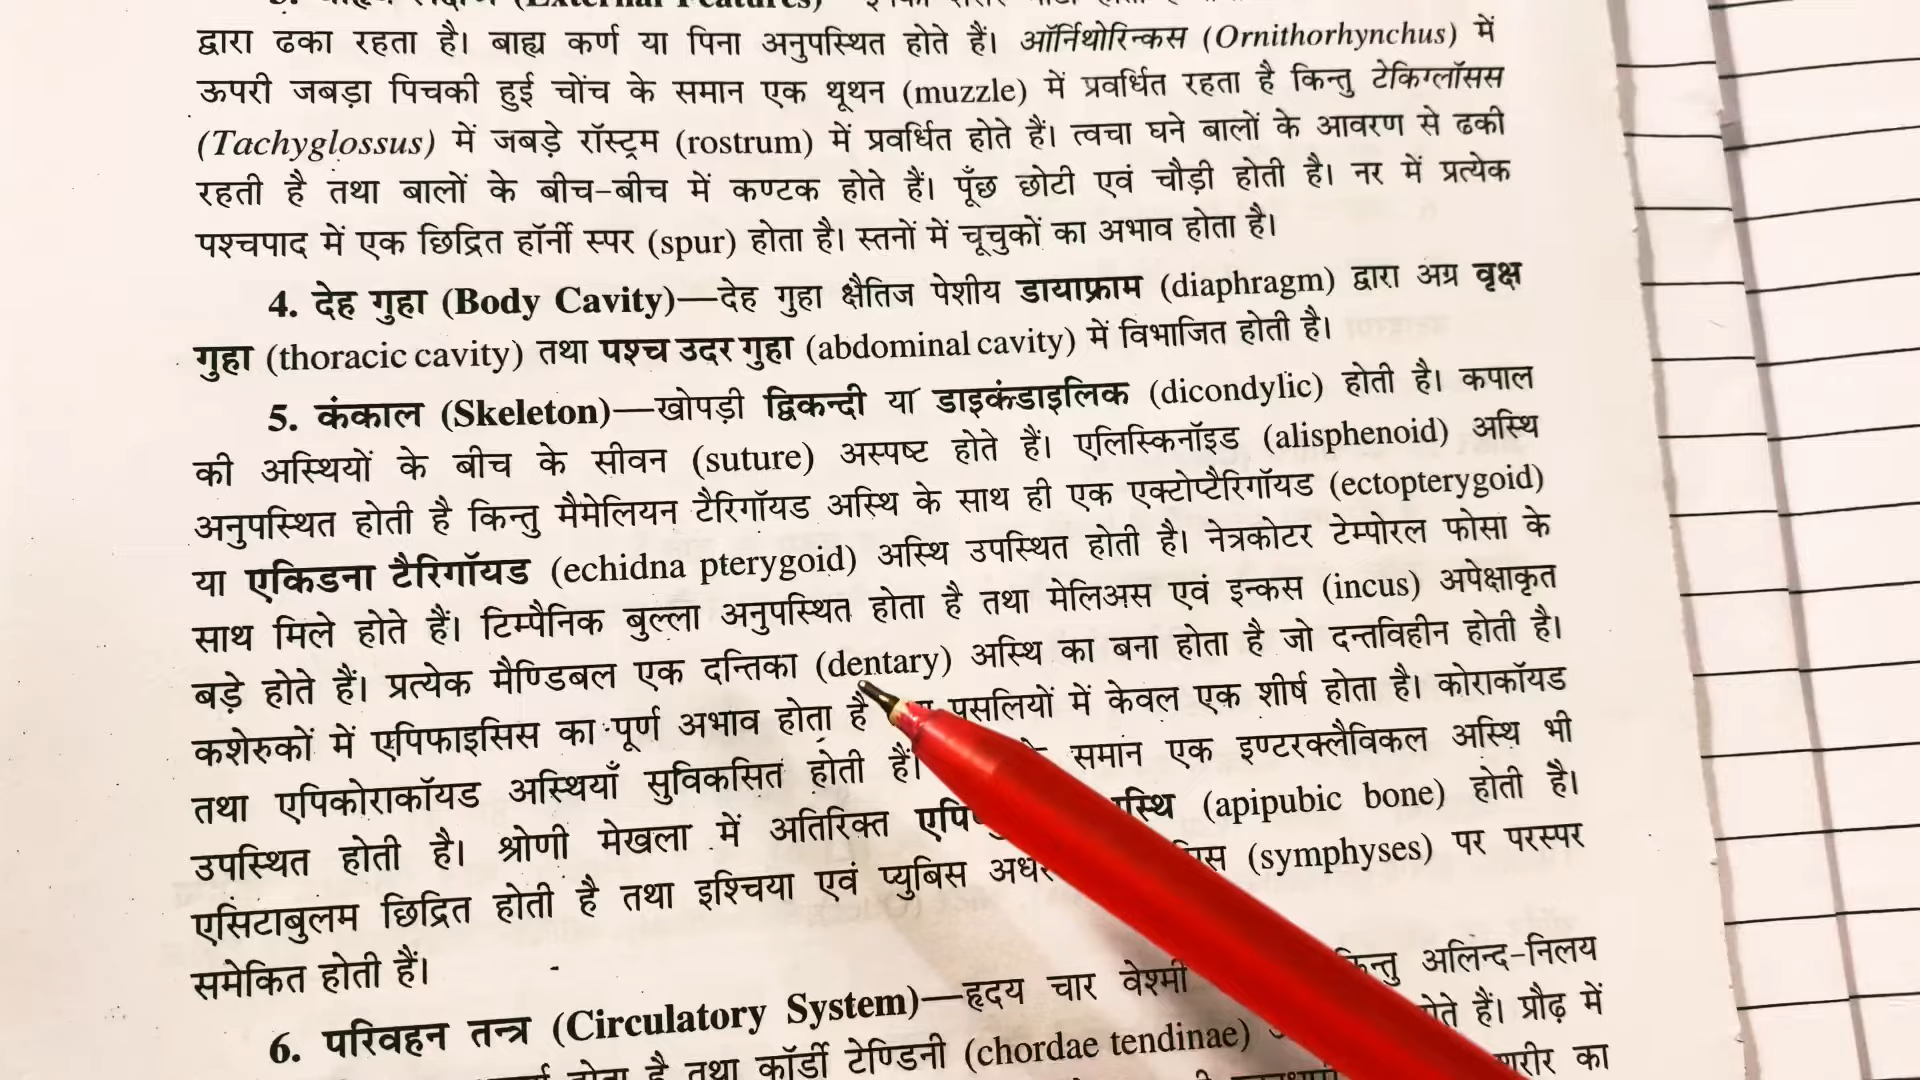 (External Features)
द्वारा ढका रहता है। बाह्य कर्ण या पिना अनुपस्थित होते हैं। ऑर्निथोरिन्कस (Ornithorhynchus) में
ऊपरी जबड़ा पिचकी हुई चोंच के समान एक थूथन (muzzle) में प्रवर्धित रहता है किन्तु टेकिग्लॉसस
(Tachyglossus) में जबड़े रॉस्ट्रम (rostrum) में प्रवर्धित होते हैं। त्वचा घने बालों के आवरण से ढकी
रहती है तथा बालों के बीच-बीच में कण्टक होते हैं। पूँछ छोटी एवं चौड़ी होती है। नर में प्रत्येक
पश्चपाद में एक छिद्रित हॉर्नी स्पर (spur) होता है। स्तनों में चूचुकों का अभाव होता है।
4. देह गुहा (Body Cavity)—देह गुहा क्षैतिज पेशीय डायाफ्राम (diaphragm) द्वारा अग्र वृक्ष
गुहा (thoracic cavity) तथा पश्च उदर गुहा (abdominal cavity) में विभाजित होती है।
5. कंकाल (Skeleton)—खोपड़ी द्विकन्दी या डाइकंडाइलिक (dicondylic) होती है। कपाल
की अस्थियों के बीच के सीवन (suture) अस्पष्ट होते हैं। एलिस्किनॉइड (alisphenoid) अस्थि
अनुपस्थित होती है किन्तु मैमेलियन टैरिगॉयड अस्थि के साथ ही एक एक्टोप्टैरिगॉयड (ectopterygoid)
या एकिडना टैरिगॉयड (echidna pterygoid) अस्थि उपस्थित होती है। नेत्रकोटर टेम्पोरल फोसा के
साथ मिले होते हैं। टिम्पैनिक बुल्ला अनुपस्थित होता है तथा मेलिअस एवं इन्कस (incus) अपेक्षाकृत
बड़े होते हैं। प्रत्येक मैण्डिबल एक दन्तिका (dentary) अस्थि का बना होता है जो दन्तविहीन होती है।
कशेरुकों में एपिफाइसिस का पूर्ण अभाव होता है पसलियों में केवल एक शीर्ष होता है। कोराकॉयड
तथा एपिकोराकॉयड अस्थियाँ सुविकसित होती हैं। समान एक इण्टरक्लैविकल अस्थि भी
उपस्थित होती है। श्रोणी मेखला में अतिरिक्त (apipubic bone) होती है।
एसिटाबुलम छिद्रित होती है तथा इश्चिया एवं प्युबिस (symphyses) पर परस्पर
समेकित होती हैं।
6. परिवहन तन्त्र (Circulatory System)—हृदय चार वेश्मी किन्तु अलिन्द-निलय
होता है तथा कॉर्डी टेण्डिनी (chordae tendinae) होते हैं। प्रौढ़ में
शरीर का